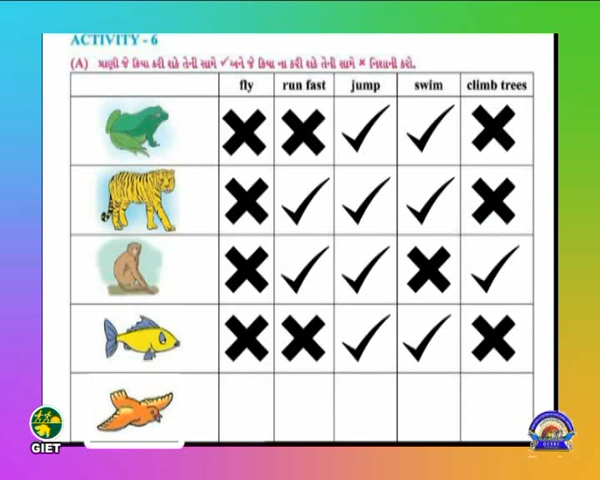 ACTIVITY - 6
(A) પ્રાણી જે ક્રિયા કરી શકે તેની સામે ✓ અને જે ક્રિયા ના કરી શકે તેની સામે × નિશાની કરો.
fly run fast jump swim climb trees
GIET